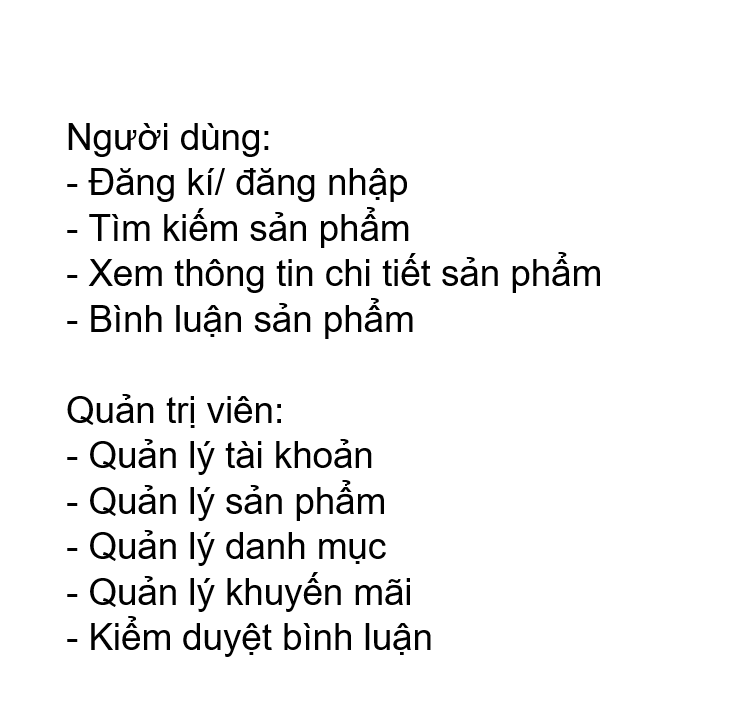 Người dùng:
- Đăng kí/ đăng nhập
- Tìm kiếm sản phẩm
- Xem thông tin chi tiết sản phẩm
- Bình luận sản phẩm
Quản trị viên:
- Quản lý tài khoản
- Quản lý sản phẩm
- Quản lý danh mục
- Quản lý khuyến mãi
- Kiểm duyệt bình luận